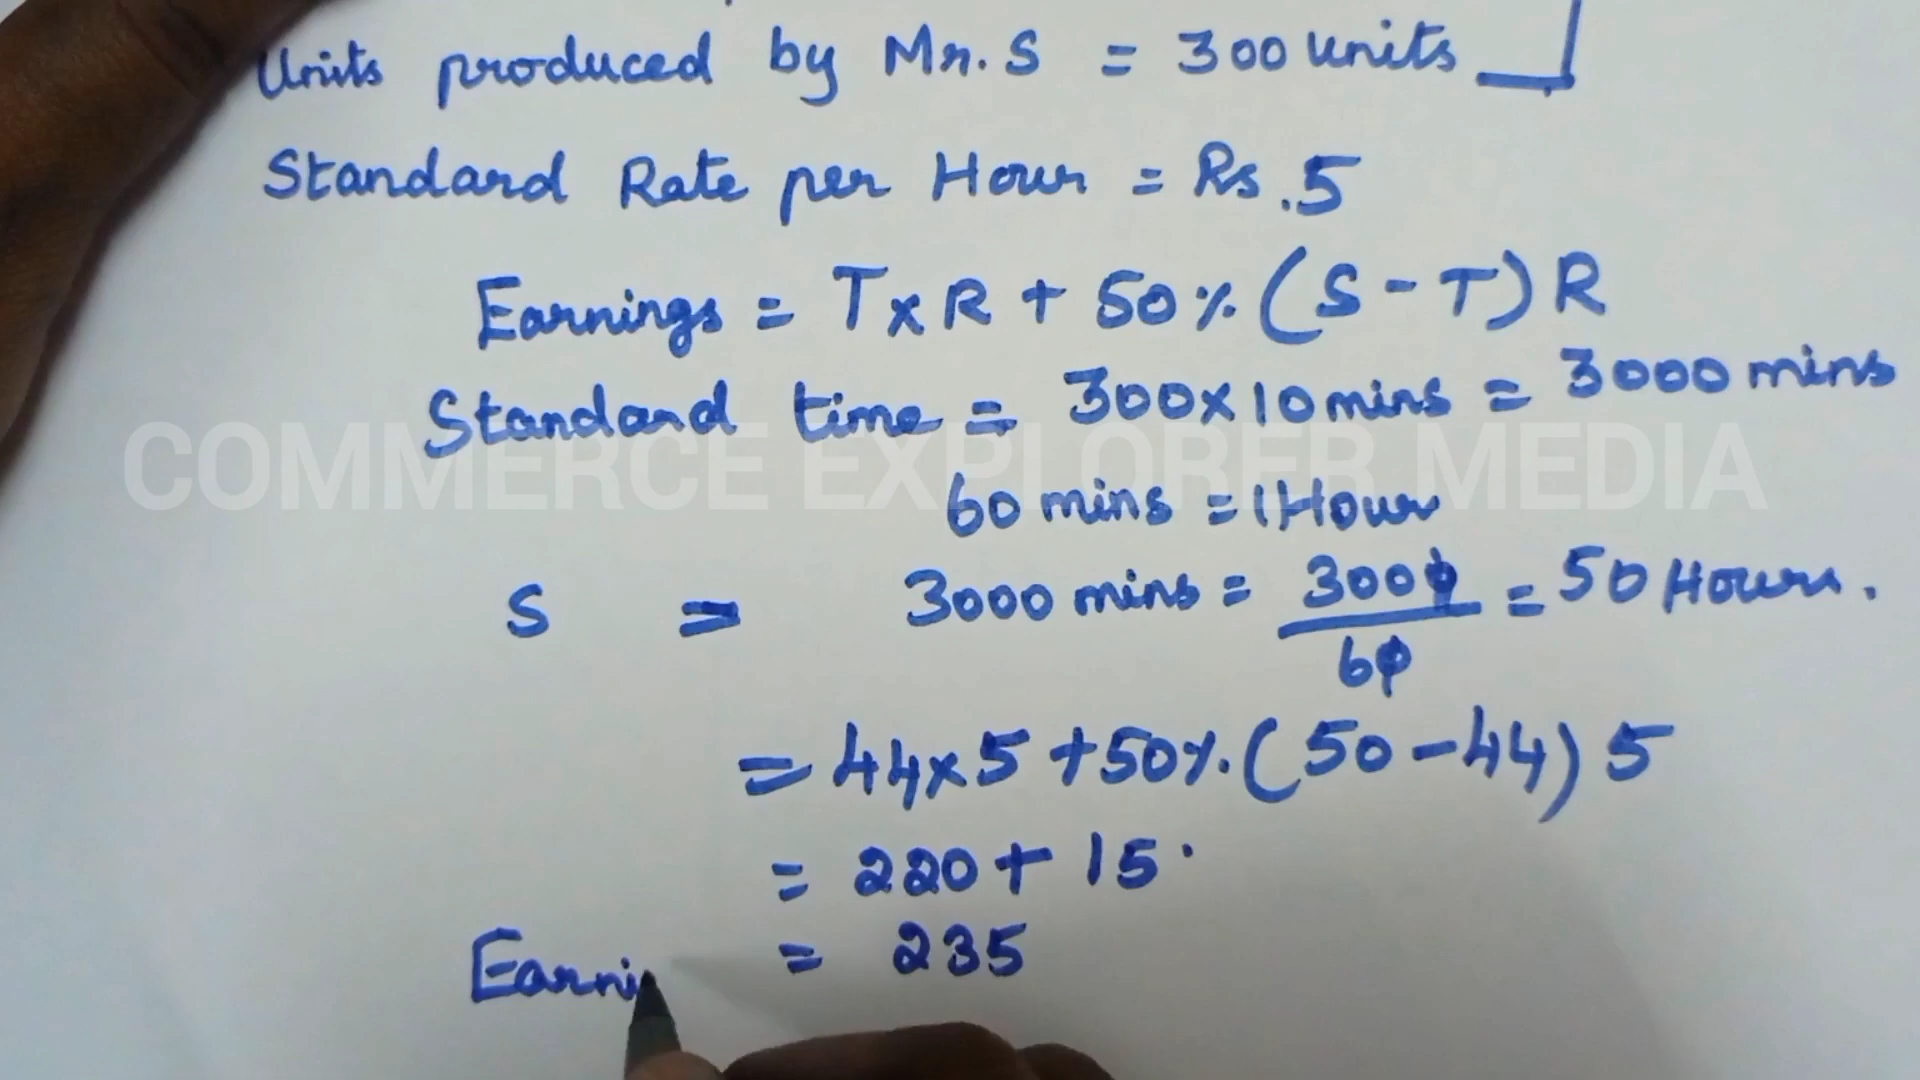 Units produced by Mr. S = 300 units
Standard Rate per Hour = Rs. 5
Earnings = T x R + 50% (S - T) R
Standard time = 300 x 10 mins = 3000 mins
COMMERCE EXPLORER MEDIA
60 mins = 1 Hour
S = 3000 mins = 3000/60 = 50 Hours.
= 44 x 5 + 50% (50 - 44) 5
= 220 + 15
Earni = 235